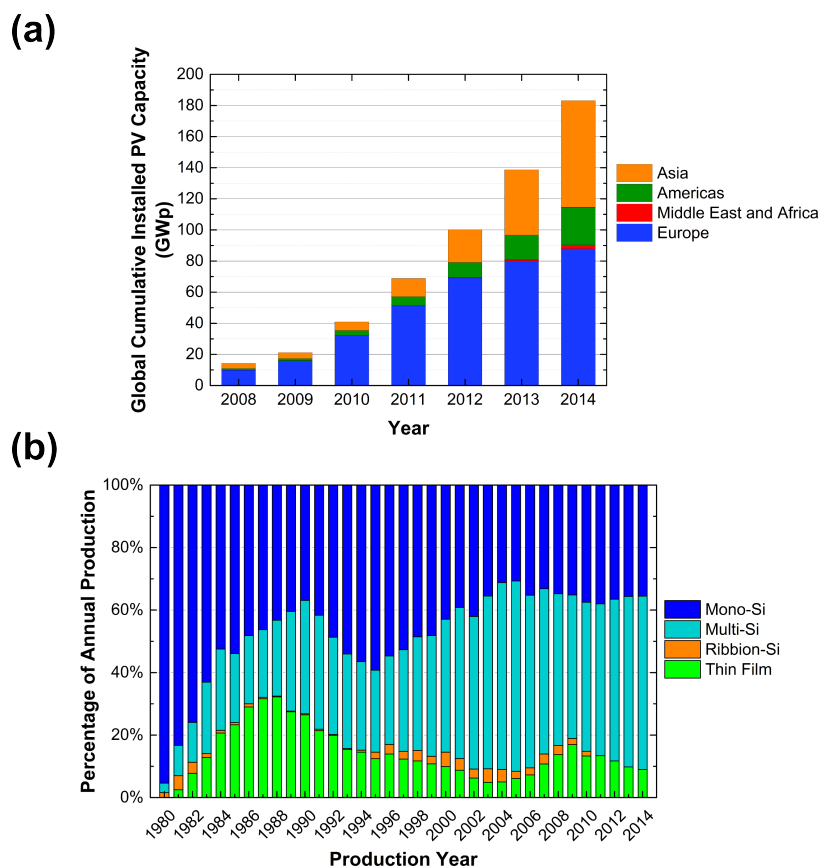 (a)
Global Cumulative Installed PV Capacity
(GWp)
200
180
160
140
120
100
80
60
40
20
0
2008 2009 2010 2011 2012 2013 2014
Year
Asia
Americas
Middle East and Africa
Europe
(b)
Percentage of Annual Production
100%
80%
60%
40%
20%
0%
1980 1982 1984 1986 1988 1990 1992 1994 1996 1998 2000 2002 2004 2006 2008 2010 2012 2014
Production Year
Mono-Si
Multi-Si
Ribbion-Si
Thin Film